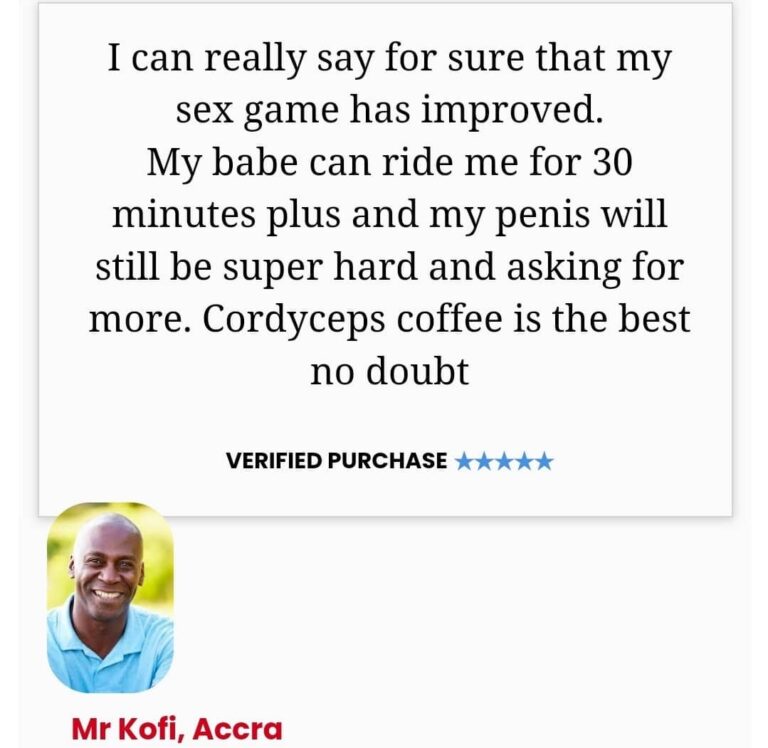 I can really say for sure that my
sex game has improved.
My babe can ride me for 30
minutes plus and my penis will
still be super hard and asking for
more. Cordyceps coffee is the best
no doubt
VERIFIED PURCHASE ★★★★★
Mr Kofi, Accra